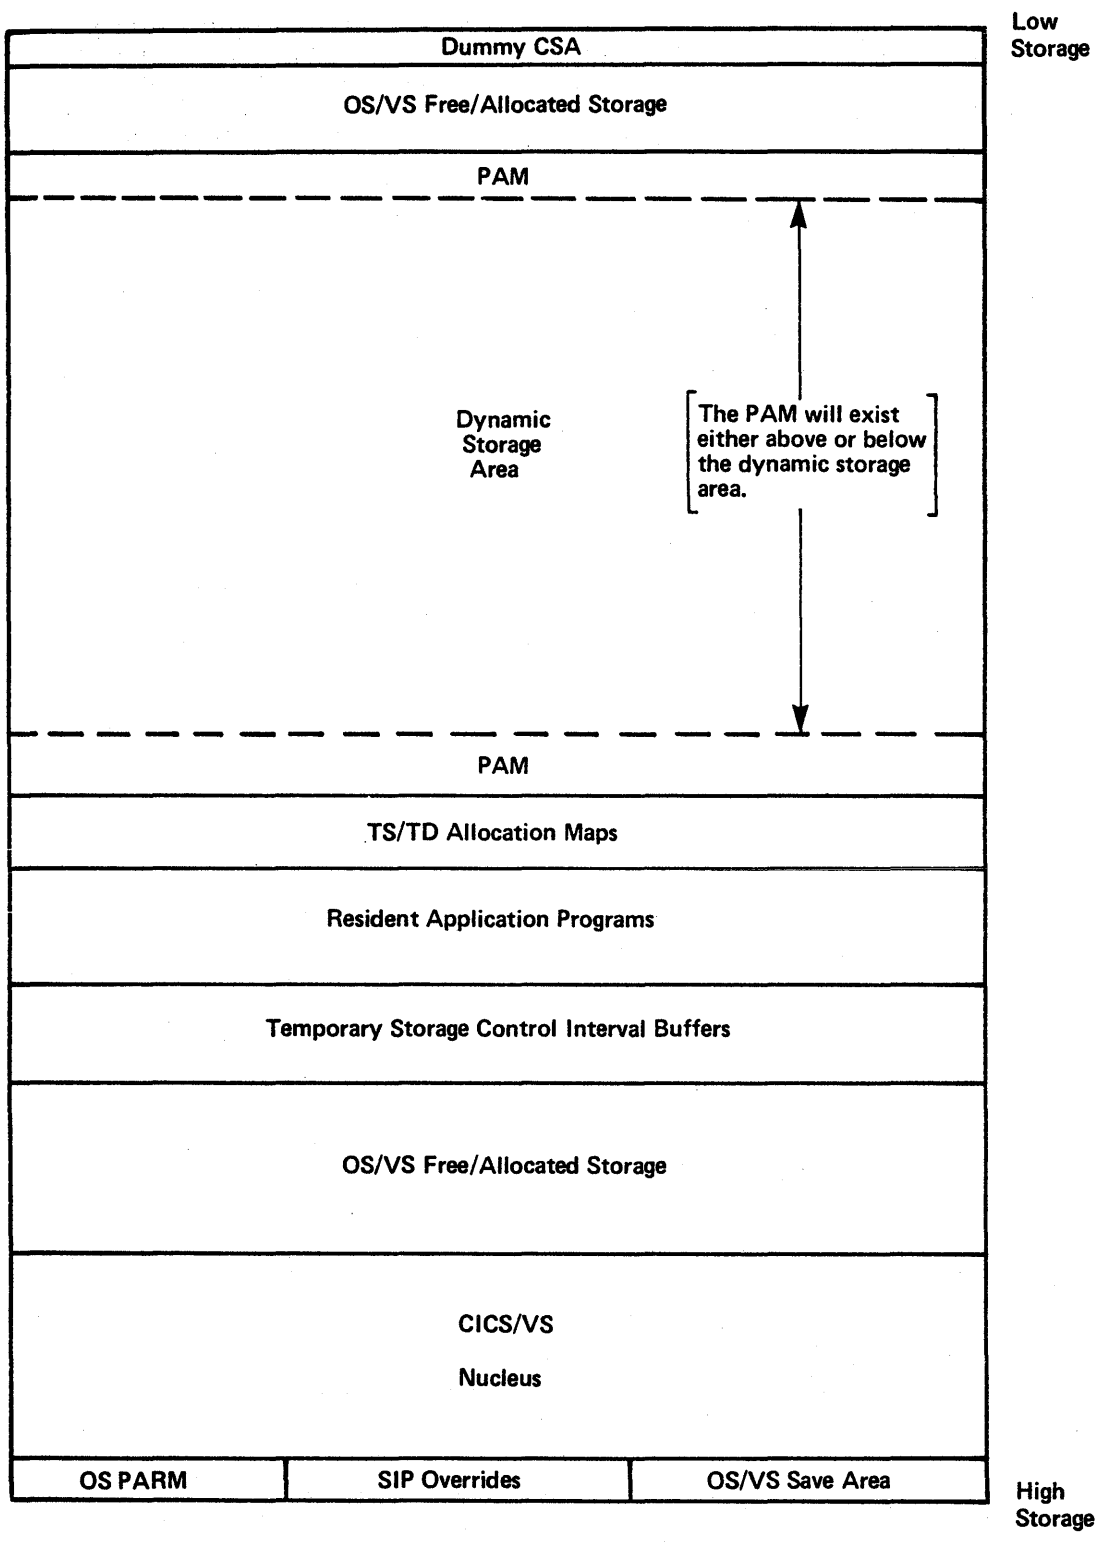 Low
Storage
Dummy CSA
OS/VS Free/Allocated Storage
PAM
Dynamic
Storage
Area
The PAM will exist
either above or below
the dynamic storage
area.
PAM
TS/TD Allocation Maps
Resident Application Programs
Temporary Storage Control Interval Buffers
OS/VS Free/Allocated Storage
CICS/VS
Nucleus
OS PARM
SIP Overrides
OS/VS Save Area
High
Storage